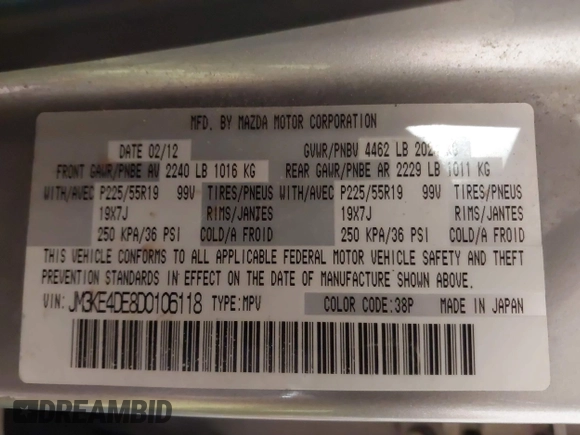 MFD. BY MAZDA MOTOR CORPORATION
DATE 02/12 GVWR/PNBV 4462 LB
FRONT GAWR/PNBE AV 2240 LB 1016 KG REAR GAWR/PNBE AR 2229 LB 1011 KG
WITH/AVEC P225/55R19 99V TIRES/PNEUS WITH/AVEC P225/55R19 99V TIRES/PNEUS
19X7J RIMS/JANTES 19X7J RIMS/JANTES
250 KPA/36 PSI COLD/A FROID 250 KPA/36 PSI COLD/A FROID
THIS VEHICLE CONFORMS TO ALL APPLICABLE FEDERAL MOTOR VEHICLE SAFETY AND THEFT
PREVENTION STANDARDS IN EFFECT ON THE DATE OF MANUFACTURE SHOWN ABOVE.
VIN: JM3KE4DE8D0106118 TYPE:MPV COLOR CODE:38P MADE IN JAPAN
DREAMBID